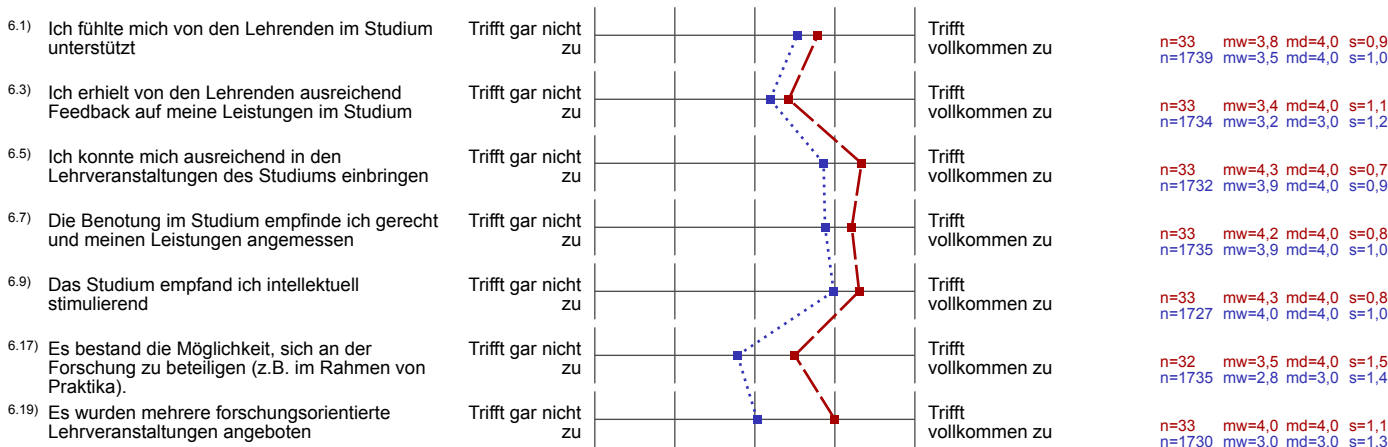 6.1) Ich fühlte mich von den Lehrenden im Studium
unterstützt
Trifft gar nicht
zu
Trifft
vollkommen zu
n=33 mw=3,8 md=4,0 s=0,9
n=1739 mw=3,5 md=4,0 s=1,0
6.3) Ich erhielt von den Lehrenden ausreichend
Feedback auf meine Leistungen im Studium
Trifft gar nicht
zu
Trifft
vollkommen zu
n=33 mw=3,4 md=4,0 s=1,1
n=1734 mw=3,2 md=3,0 s=1,2
6.5) Ich konnte mich ausreichend in den
Lehrveranstaltungen des Studiums einbringen
Trifft gar nicht
zu
Trifft
vollkommen zu
n=33 mw=4,3 md=4,0 s=0,7
n=1732 mw=3,9 md=4,0 s=0,9
6.7) Die Benotung im Studium empfinde ich gerecht
und meinen Leistungen angemessen
Trifft gar nicht
zu
Trifft
vollkommen zu
n=33 mw=4,2 md=4,0 s=0,8
n=1735 mw=3,9 md=4,0 s=1,0
6.9) Das Studium empfand ich intellektuell
stimulierend
Trifft gar nicht
zu
Trifft
vollkommen zu
n=33 mw=4,3 md=4,0 s=0,8
n=1727 mw=4,0 md=4,0 s=1,0
6.17) Es bestand die Möglichkeit, sich an der
Forschung zu beteiligen (z.B. im Rahmen von
Praktika).
Trifft gar nicht
zu
Trifft
vollkommen zu
n=32 mw=3,5 md=4,0 s=1,5
n=1735 mw=2,8 md=3,0 s=1,4
6.19) Es wurden mehrere forschungsorientierte
Lehrveranstaltungen angeboten
Trifft gar nicht
zu
Trifft
vollkommen zu
n=33 mw=4,0 md=4,0 s=1,1
n=1730 mw=3,0 md=3,0 s=1,3